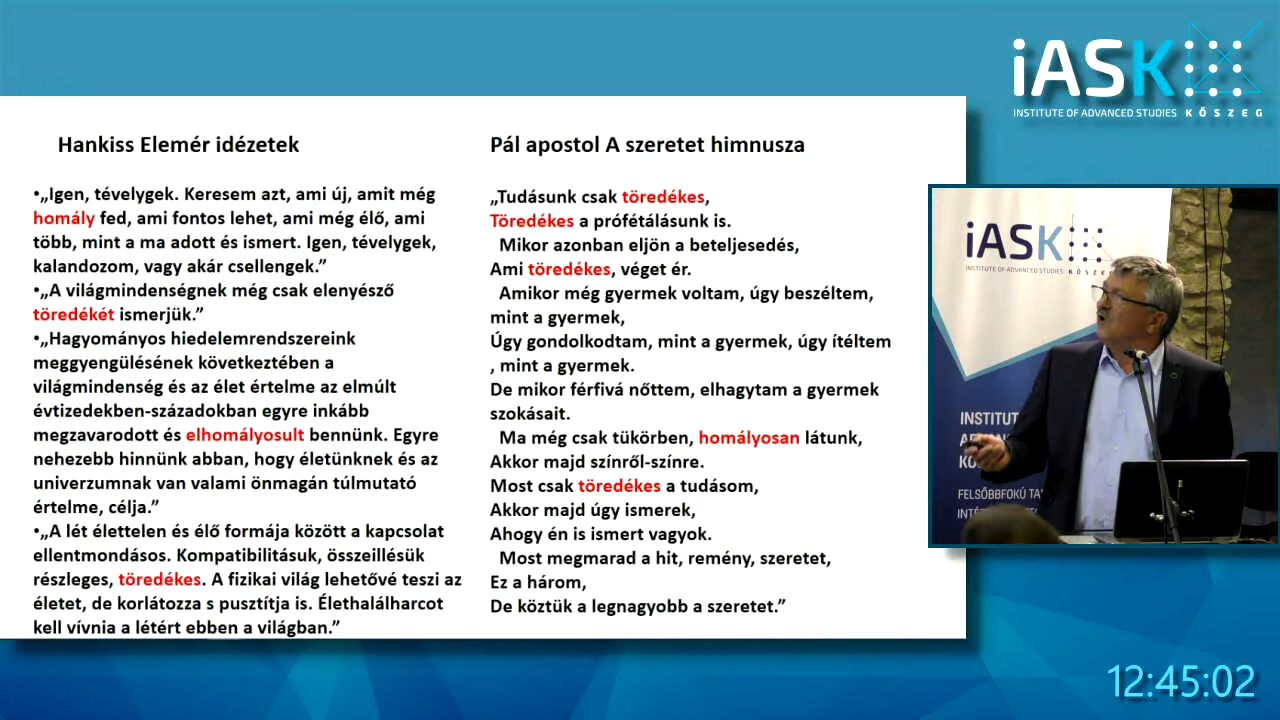 iASK
INSTITUTE OF ADVANCED STUDIES KŐSZEG
Hankiss Elemér idézetek
•„Igen, tévelygek. Keresem azt, ami új, amit még
homály fed, ami fontos lehet, ami még élő, ami
több, mint a ma adott és ismert. Igen, tévelygek,
kalandozom, vagy akár csellengek.”
•„A világmindenségnek még csak elenyésző
töredékét ismerjük.”
•„Hagyományos hiedelemrendszereink
meggyengülésének következtében a
világmindenség és az élet értelme az elmúlt
évtizedekben-századokban egyre inkább
megzavarodott és elhomályosult bennünk. Egyre
nehezebb hinnünk abban, hogy életünknek és az
univerzumnak van valami önmagán túlmutató
értelme, célja.”
•„A lét élettelen és élő formája között a kapcsolat
ellentmondásos. Kompatibilitásuk, összeillésük
részleges, töredékes. A fizikai világ lehetővé teszi az
életet, de korlátozza s pusztítja is. Élethalálharcot
kell vívnia a létért ebben a világban.”
Pál apostol A szeretet himnusza
„Tudásunk csak töredékes,
Töredékes a prófétálásunk is.
Mikor azonban eljön a beteljesedés,
Ami töredékes, véget ér.
Amikor még gyermek voltam, úgy beszéltem,
mint a gyermek,
Úgy gondolkodtam, mint a gyermek, úgy ítéltem
, mint a gyermek.
De mikor férfivá nőttem, elhagytam a gyermek
szokásait.
Ma még csak tükörben, homályosan látunk,
Akkor majd színről-színre.
Most csak töredékes a tudásom,
Akkor majd úgy ismerek,
Ahogy én is ismert vagyok.
Most megmarad a hit, remény, szeretet,
Ez a három,
De köztük a legnagyobb a szeretet.”
iASK
INSTITUTE OF ADVANCED STUDIES KŐSZE
INSTITUT
KŐ
FELSŐBBFOKÚ TA
INTÉ
12:45:02